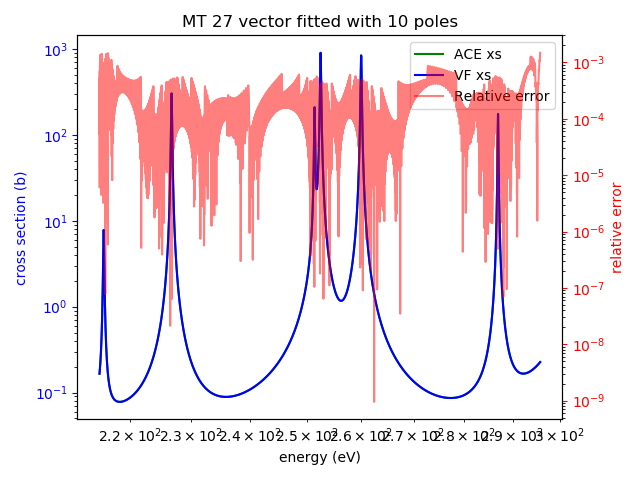 MT 27 vector fitted with 10 poles
10³
10²
10¹
10⁰
10⁻¹
cross section (b)
ACE xs
VF xs
Relative error
10⁻³
10⁻⁴
10⁻⁵
10⁻⁶
10⁻⁷
10⁻⁸
10⁻⁹
relative error
2.2 × 10² 2.3 × 10² 2.4 × 10² 2.5 × 10² 2.6 × 10² 2.7 × 10² 2.8 × 10² 2.9 × 10² 3 × 10²
energy (eV)